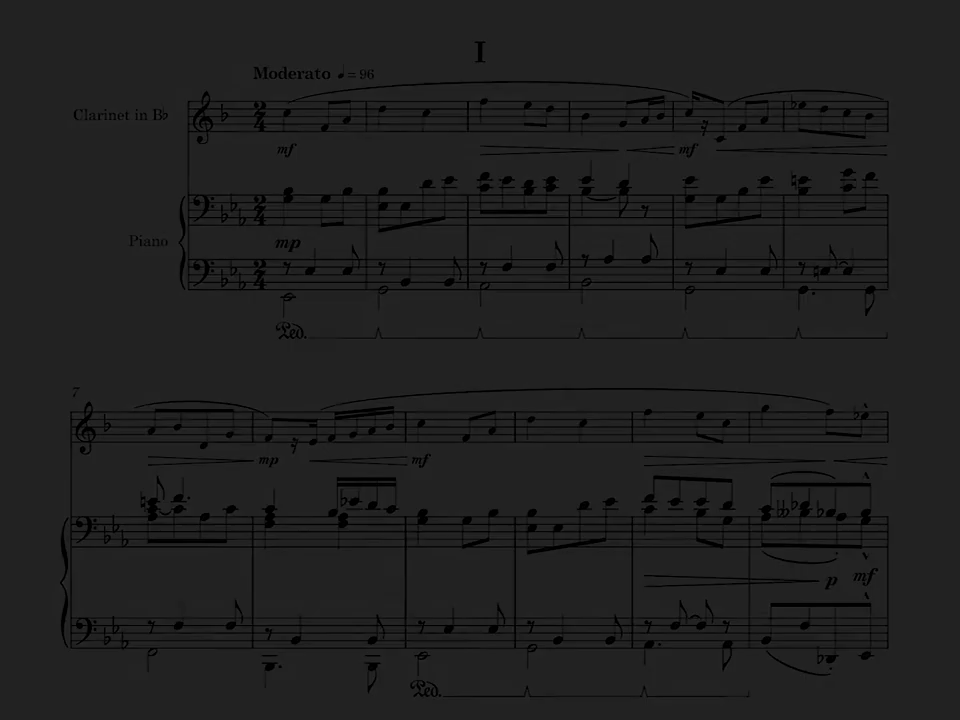 I
Moderato ♩= 96
Clarinet in B♭
mf mf
Piano
mp
Ped.
7
mp mf
p mf
Ped.